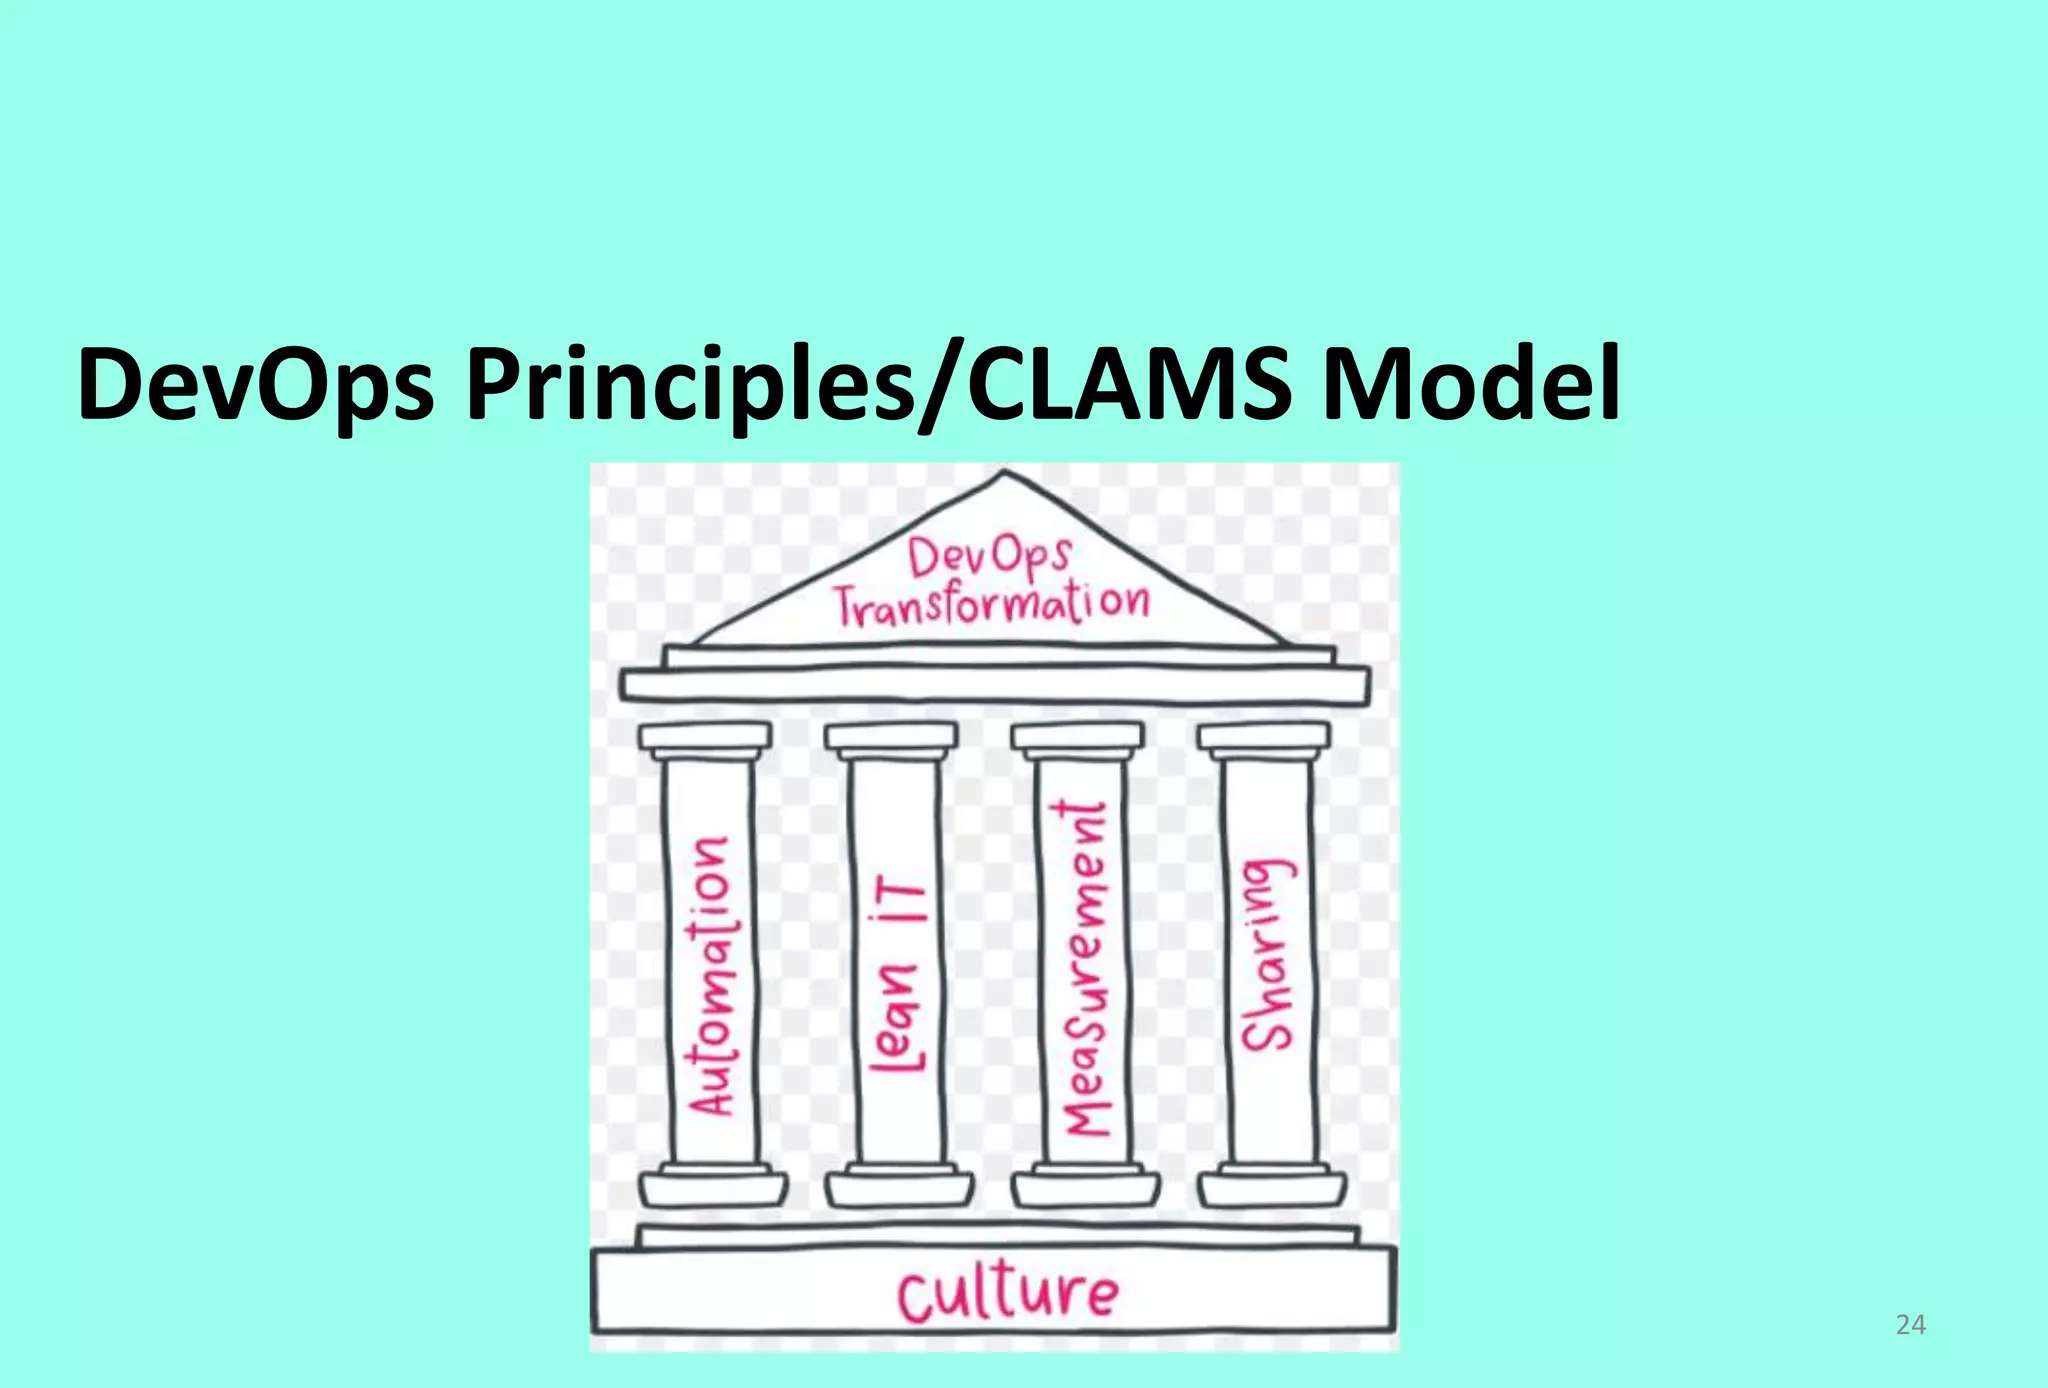 DevOps Principles/CLAMS Model
DevOps
Transformation
Automation
Lean iT
Measurement
Sharing
culture
24